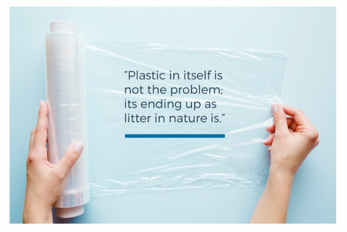 “Plastic in itself is
not the problem;
its ending up as
litter in nature is.”